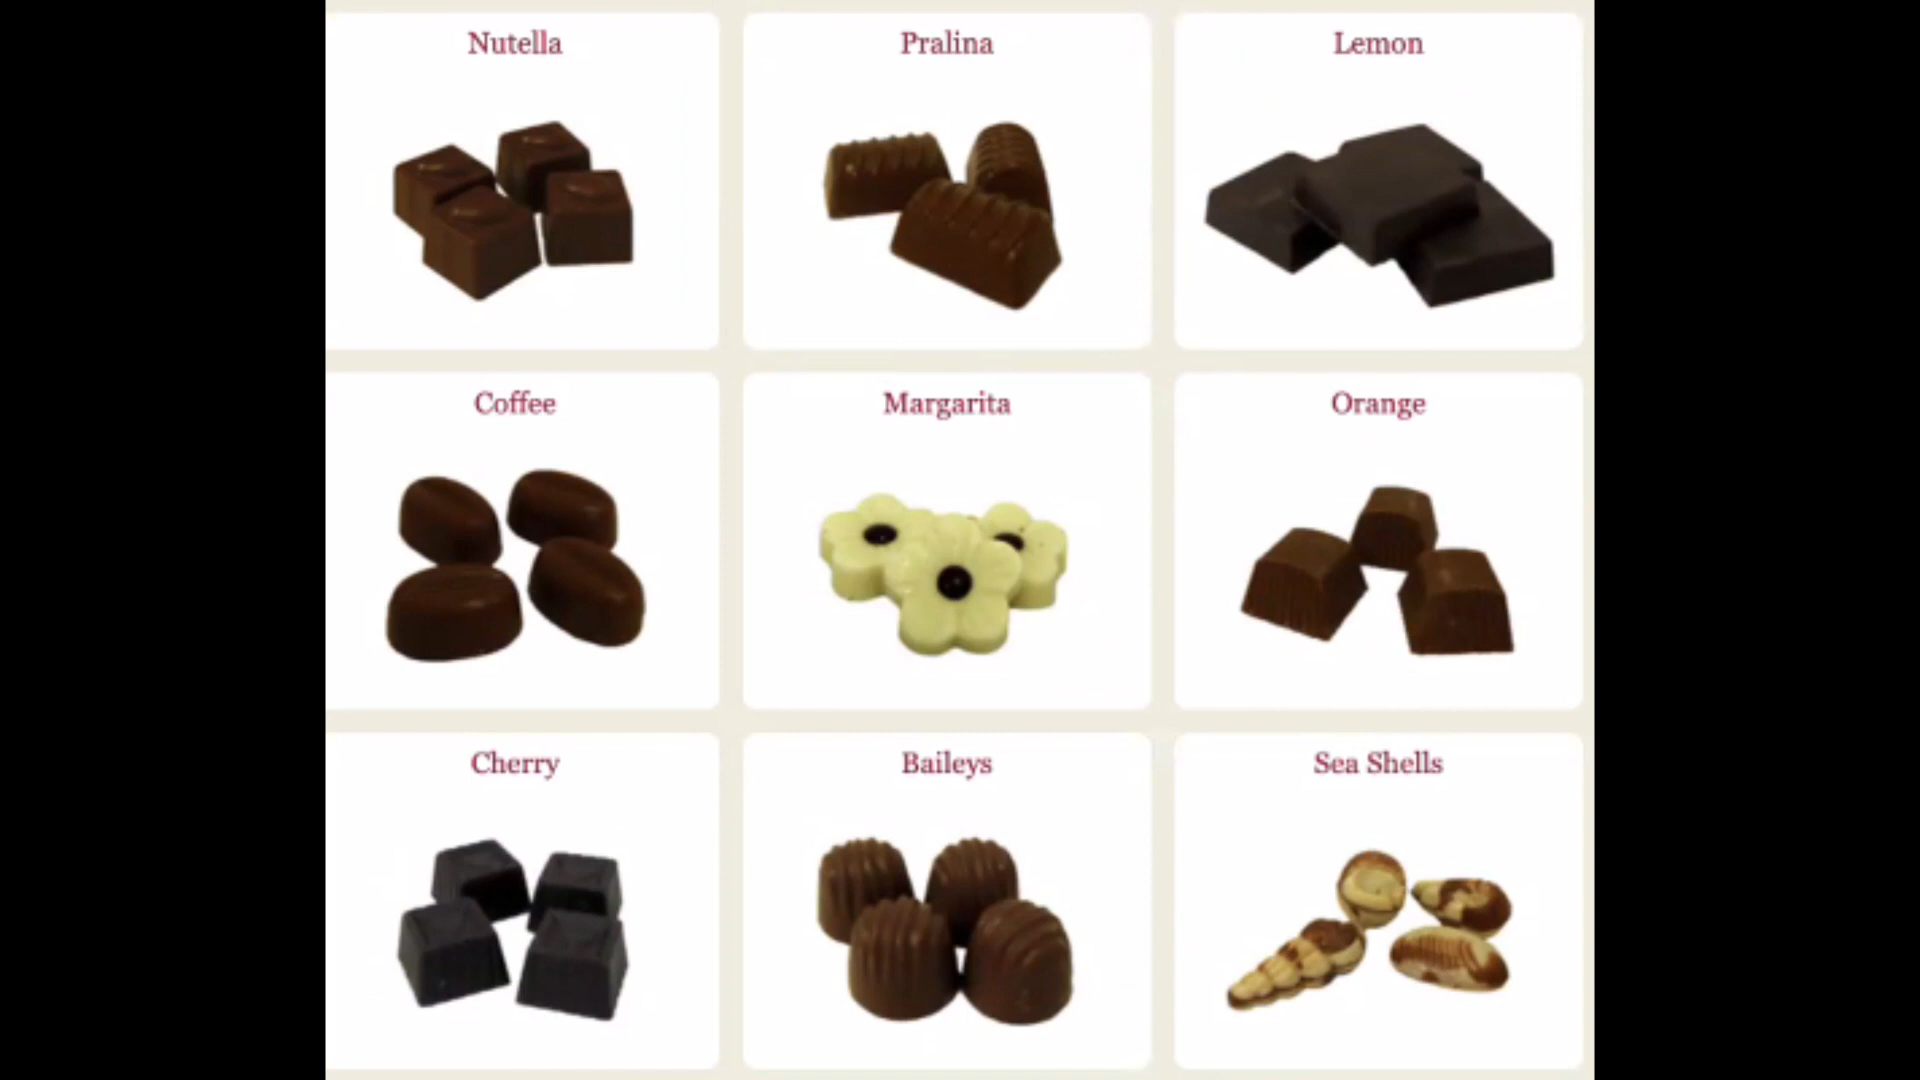 Nutella
Pralina
Lemon
Coffee
Margarita
Orange
Cherry
Baileys
Sea Shells